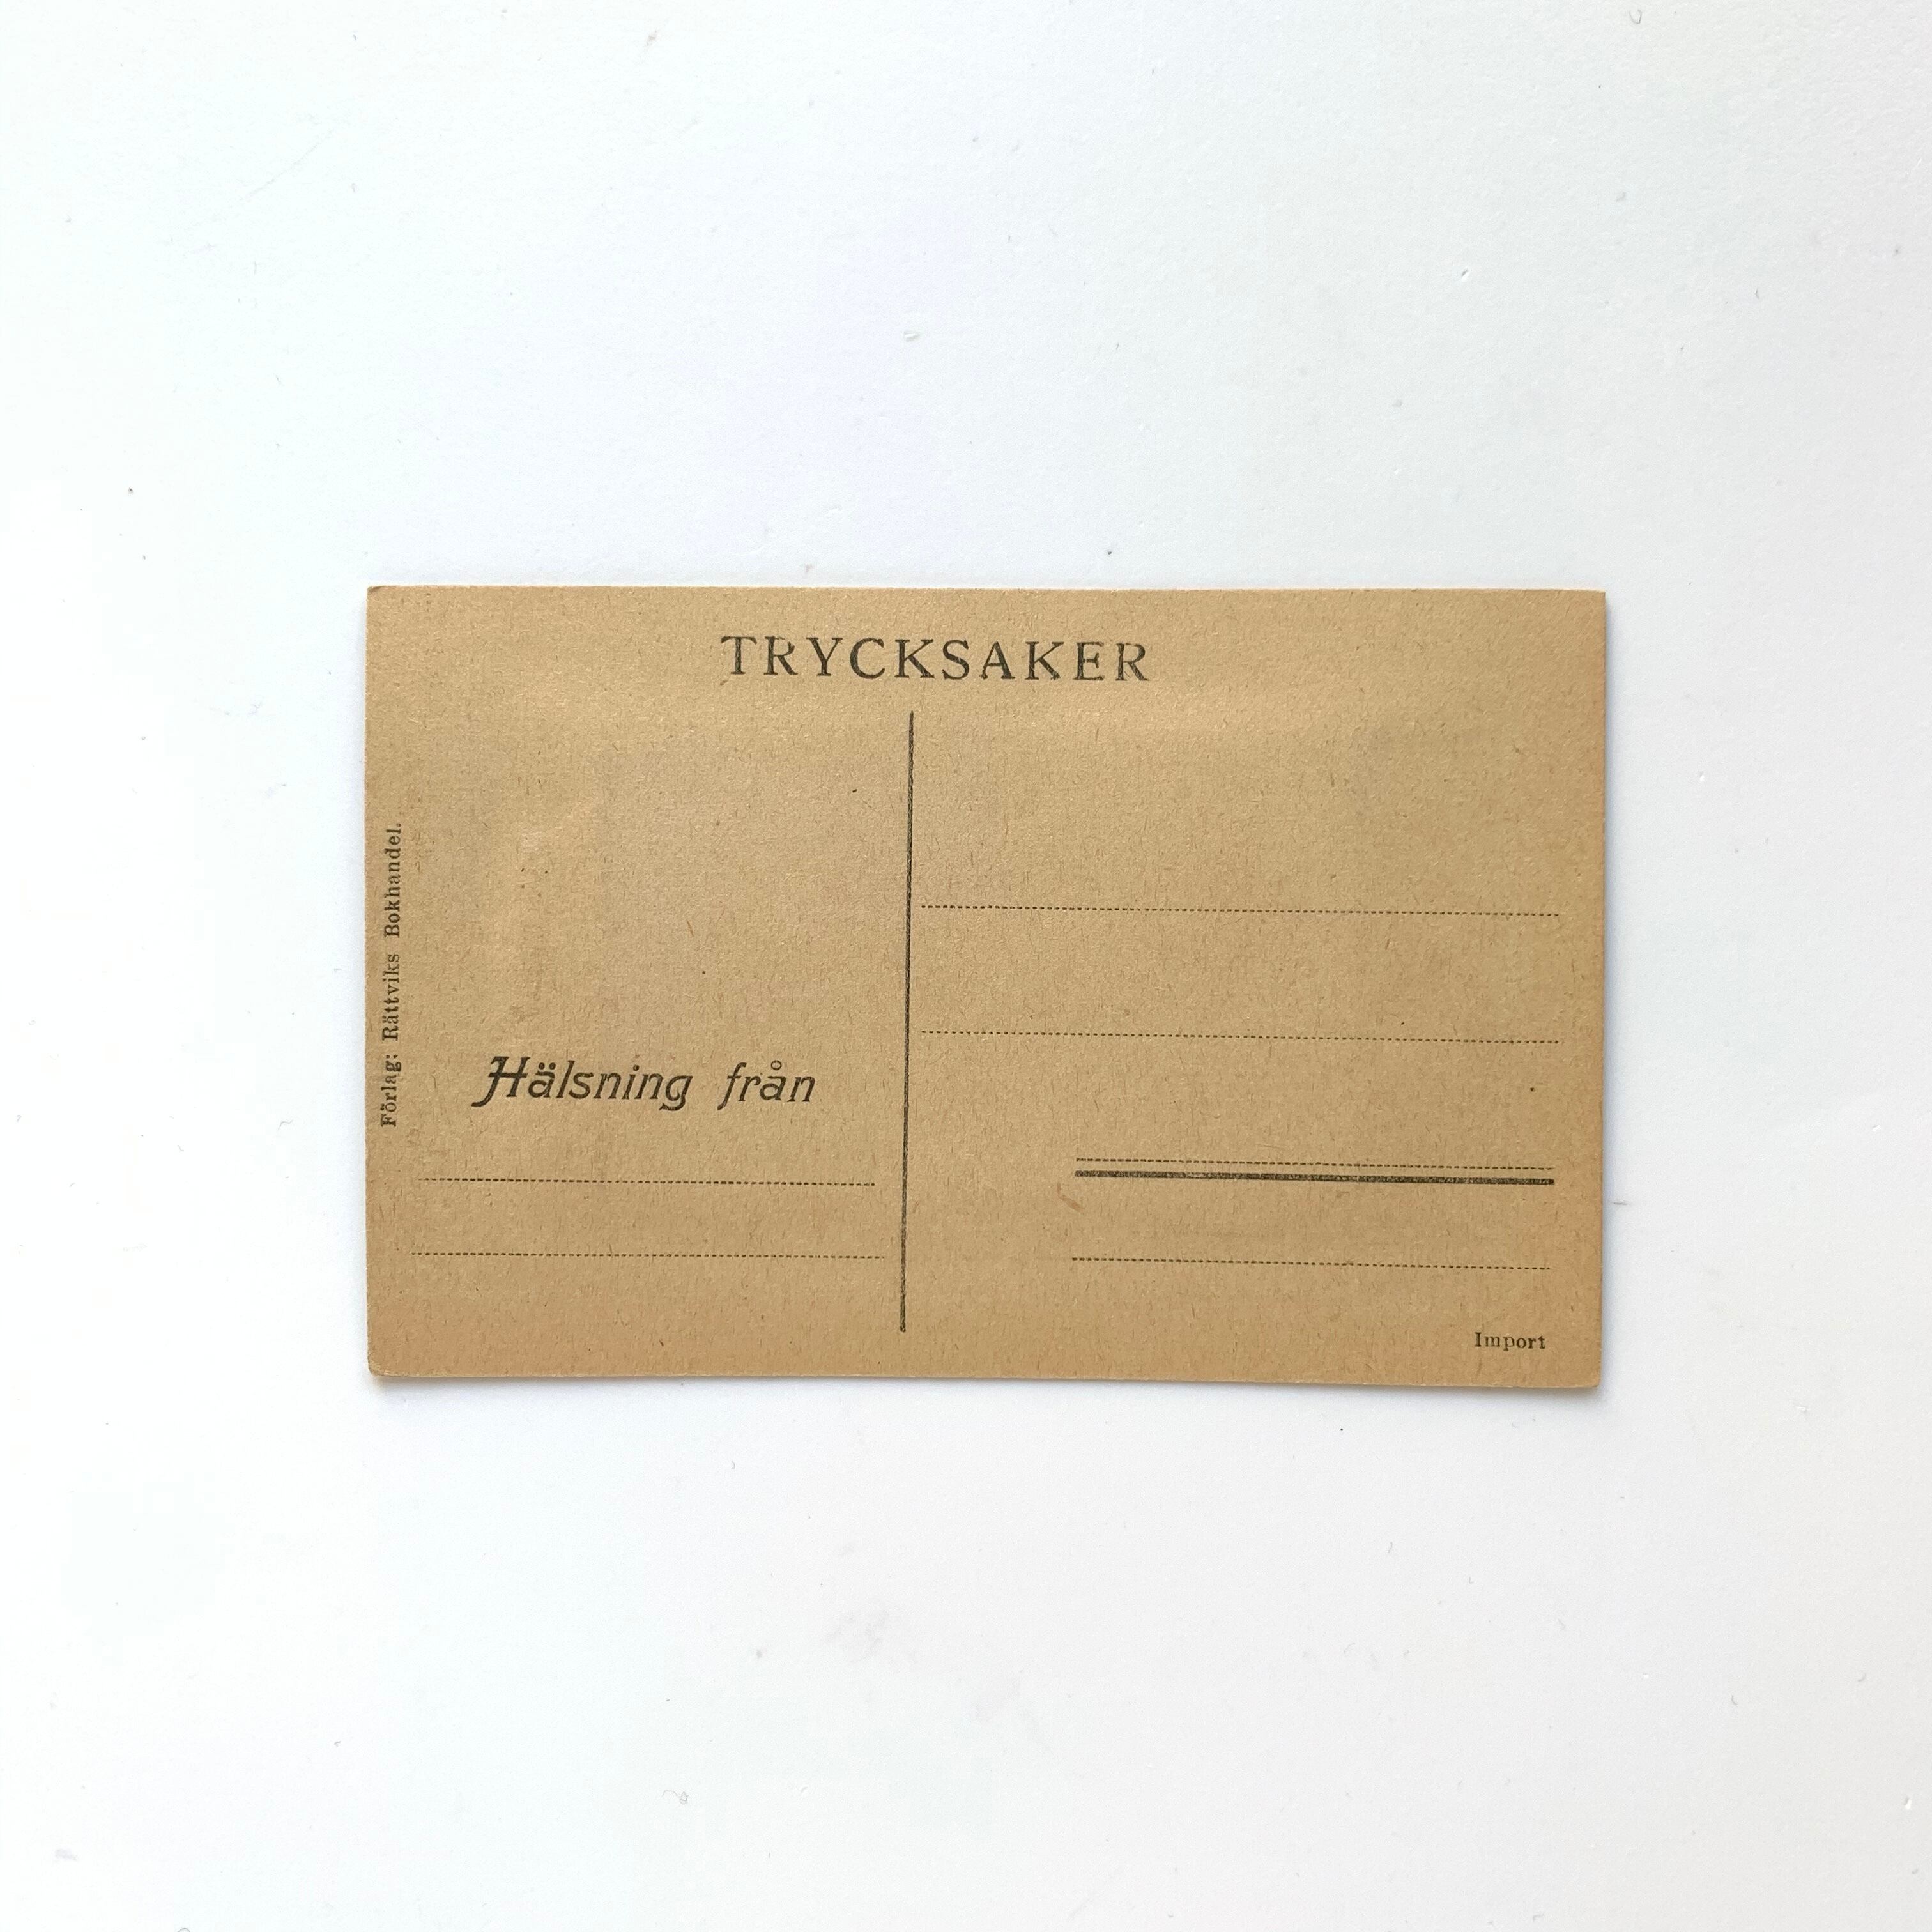 TRYCKSAKER
Förlag: Rättviks Bokhandel.
Hälsning från
Import